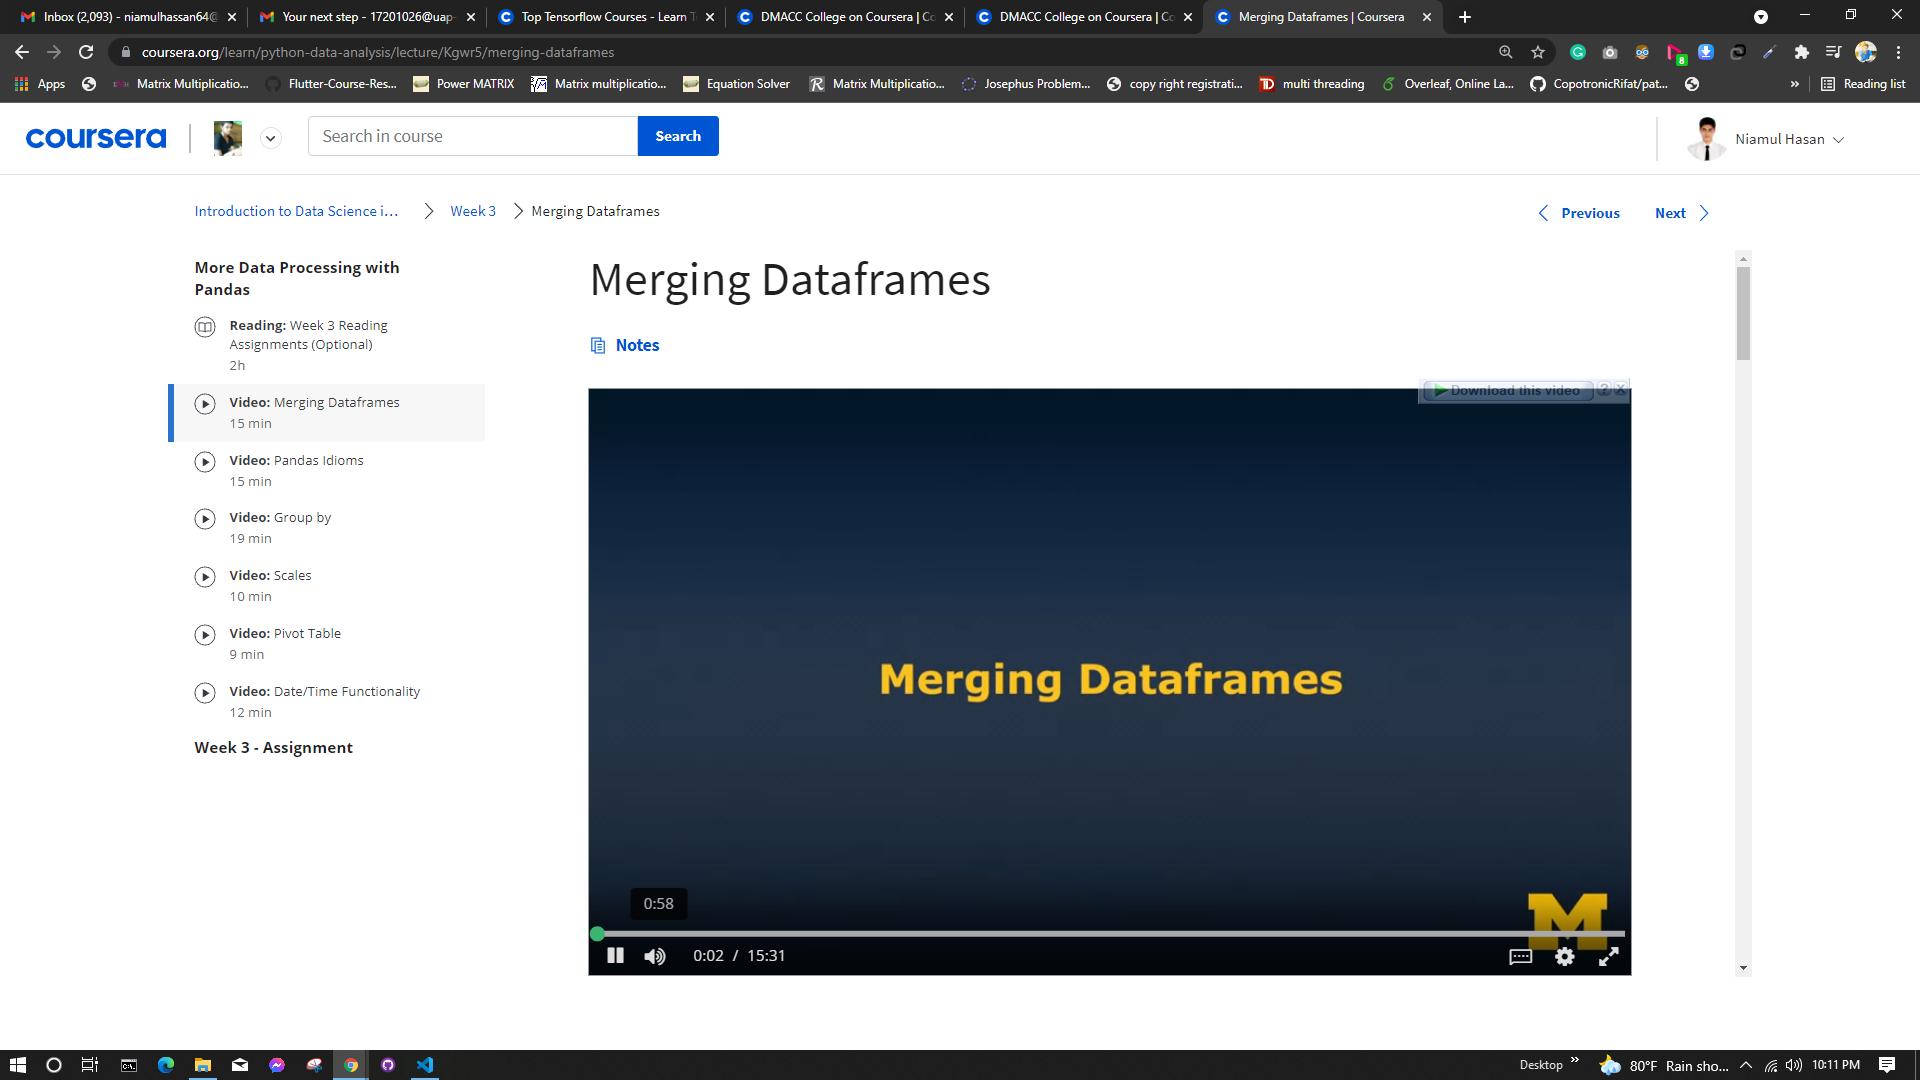 Inbox (2,093) - niamulhassan64@
Your next step - 17201026@uap-
Top Tensorflow Courses - Learn T
DMACC College on Coursera | Co
DMACC College on Coursera | Co
Merging Dataframes | Coursera
coursera.org/learn/python-data-analysis/lecture/Kgwr5/merging-dataframes
8
Apps
Matrix Multiplicatio...
Flutter-Course-Res...
Power MATRIX
Matrix multiplicatio...
Equation Solver
Matrix Multiplicatio...
Josephus Problem...
copy right registrati...
multi threading
Overleaf, Online La...
CopotronicRifat/pat...
»
Reading list
coursera
Search in course
Search
Niamul Hasan
Introduction to Data Science i...
Week 3
Merging Dataframes
Previous
Next
More Data Processing with
Pandas
Reading: Week 3 Reading
Assignments (Optional)
2h
Video: Merging Dataframes
15 min
Video: Pandas Idioms
15 min
Video: Group by
19 min
Video: Scales
10 min
Video: Pivot Table
9 min
Video: Date/Time Functionality
12 min
Week 3 - Assignment
Merging Dataframes
Notes
Download this video ?
Merging Dataframes
M
0:58
0:02 / 15:31
Desktop »
80°F Rain sho...
10:11 PM